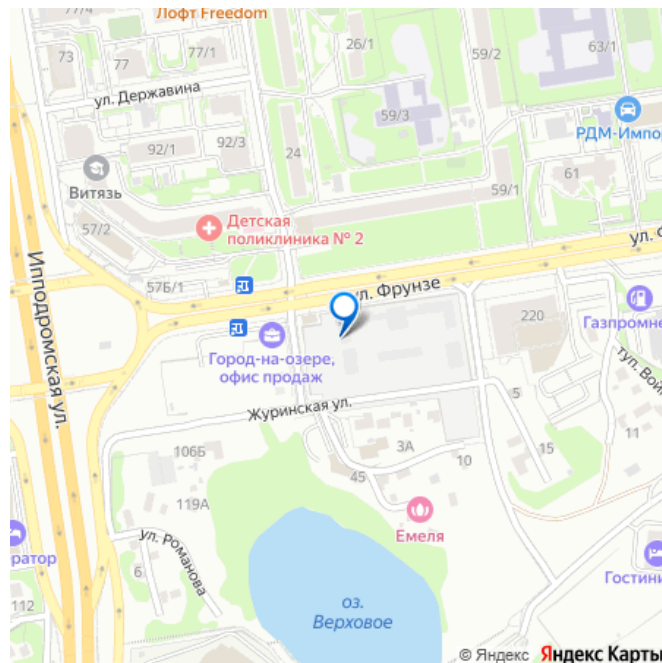 Лофт Freedom
77/1
26/1
63/1
59/2
73
77
77/1
ул. Державина
59/3
92/1
92/3
24
РДМ-Импо
Витязь
59/1
61
57/2
Детская
поликлиника № 2
57Б/1
ул. Фрунзе
220
Газпромне
Ипподромская ул.
Город-на-озере,
офис продаж
туп. Вой
Журинская ул.
5
11
106Б
3А
15
45
10
119А
Емеля
ул. Романова
ратор
6
Гостини
оз.
Верховое
112
© Яндекс Яндекс Карты